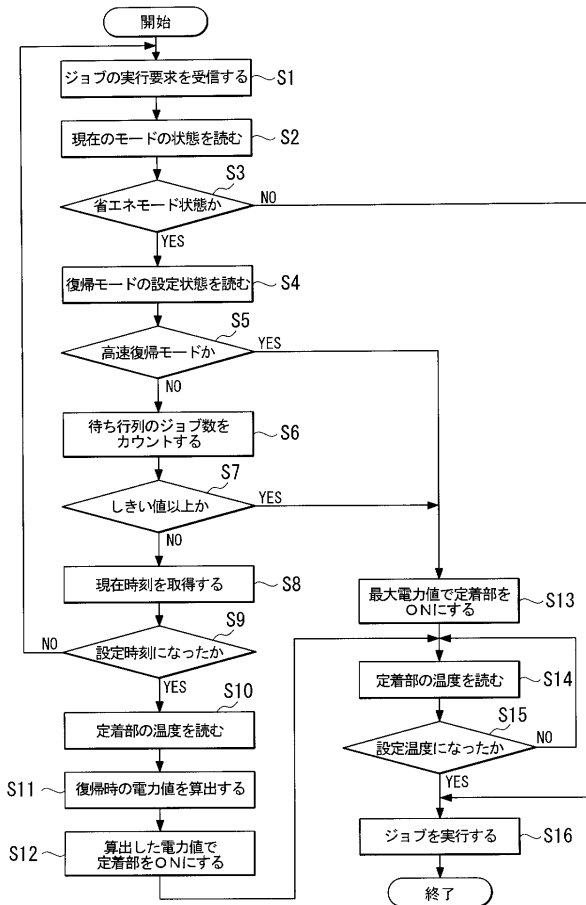 開始
ジョブの実行要求を受信する
S1
現在のモードの状態を読む
S2
省エネモード状態か
S3
NO
YES
復帰モードの設定状態を読む
S4
高速復帰モードか
S5
YES
NO
待ち行列のジョブ数を
カウントする
S6
しきい値以上か
S7
YES
NO
現在時刻を取得する
S8
設定時刻になったか
S9
NO
YES
定着部の温度を読む
S10
復帰時の電力値を算出する
S11
算出した電力値で
定着部をONにする
S12
最大電力値で定着部を
ONにする
S13
定着部の温度を読む
S14
設定温度になったか
S15
NO
YES
ジョブを実行する
S16
終了